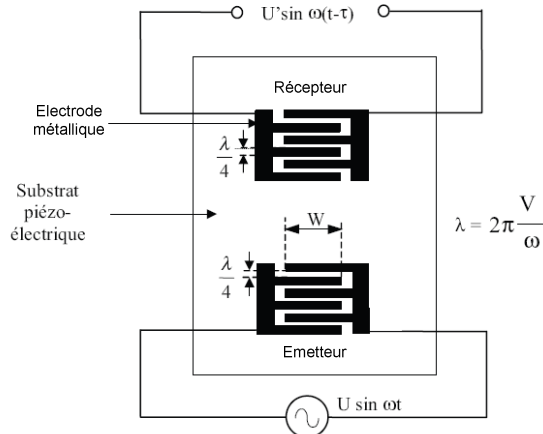 U'sin ω(t-τ)
Récepteur
Electrode
métallique
λ/4
Substrat
piézo-
électrique
W
λ = 2π V/ω
λ/4
Emetteur
U sin ωt